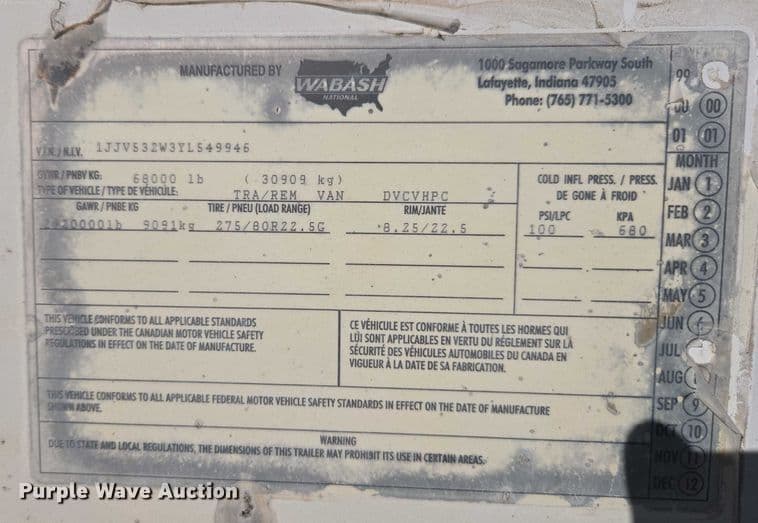 MANUFACTURED BY WABASH NATIONAL
1000 Sagamore Parkway South
Lafayette, Indiana 47905
Phone: (765) 771-5300
99
00 00
01 01
MONTH
V.I.N./N.I.V. 1JJV532W3YL549946
GVWR/PNBV KG: 68000 lb (30909 kg)
TYPE OF VEHICLE/TYPE DE VÉHICULE: TRA/REM VAN DVCVHPC
COLD INFL PRESS. / PRESS. DE GONE À FROID
GAWR/PNBE KG TIRE/PNEU (LOAD RANGE) RIM/JANTE PSI/LPC KPA
9091kg 275/80R22.5G 8.25/22.5 100 680
JAN 1
FEB 2
MAR 3
APR 4
MAY 5
JUN 6
JUL
AUG
SEP 9
OCT 10
NOV 11
DEC 12
THIS VEHICLE CONFORMS TO ALL APPLICABLE STANDARDS
PRESCRIBED UNDER THE CANADIAN MOTOR VEHICLE SAFETY
REGULATIONS IN EFFECT ON THE DATE OF MANUFACTURE.
CE VÉHICULE EST CONFORME À TOUTES LES HORMES QUI
LÜI SONT APPLICABLES EN VERTU DU RÉGLEMENT SUR LÀ
SÉCURITÉ DES VÉHICULES AUTOMOBILES DU CANADA EN
VIGUEUR À LA DATE DE SA FABRICATION.
THIS VEHICLE CONFORMS TO ALL APPLICABLE FEDERAL MOTOR VEHICLE SAFETY STANDARDS IN EFFECT ON THE DATE OF MANUFACTURE
SHOWN ABOVE.
WARNING
DUE TO STATE AND LOCAL REGULATIONS, THE DIMENSIONS OF THIS TRAILER MAY PROHIBIT ITS USE IN CERTAIN AREAS.
Purple Wave Auction